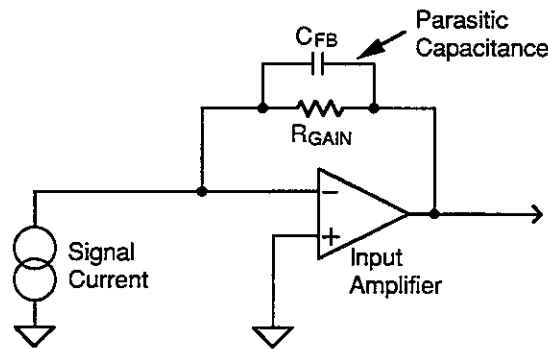 Parasitic
Capacitance
CFB
RGAIN
−
+
Signal
Current
Input
Amplifier